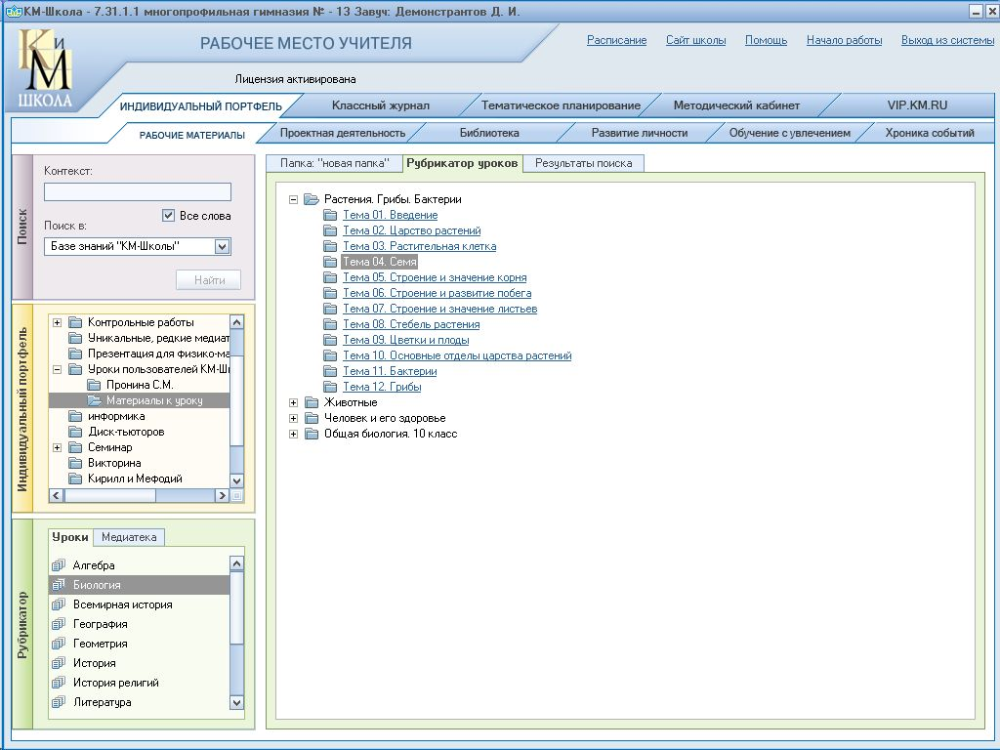 КМ-Школа - 7.31.1.1 многопрофильная гимназия № - 13 Завуч: Демонстрантов Д. И.
КиМ ШКОЛА
РАБОЧЕЕ МЕСТО УЧИТЕЛЯ
Расписание Сайт школы Помощь Начало работы Выход из системы
Лицензия активирована
ИНДИВИДУАЛЬНЫЙ ПОРТФЕЛЬ Классный журнал Тематическое планирование Методический кабинет VIP.KM.RU
РАБОЧИЕ МАТЕРИАЛЫ Проектная деятельность Библиотека Развитие личности Обучение с увлечением Хроника событий
Поиск
Контекст:
Все слова
Поиск в:
Базе знаний "КМ-Школы"
Найти
Индивидуальный портфель
Контрольные работы
Уникальные, редкие медиат
Презентация для физико-ма
Уроки пользователей КМ-Шк
Пронина С.М.
Материалы к уроку
информика
Диск-тьюторов
Семинар
Викторина
Кирилл и Мефодий
Рубрикатор
Уроки Медиатека
Алгебра
Биология
Всемирная история
География
Геометрия
История
История религий
Литература
Папка: "новая папка" Рубрикатор уроков Результаты поиска
Растения. Грибы. Бактерии
Тема 01. Введение
Тема 02. Царство растений
Тема 03. Растительная клетка
Тема 04. Семя
Тема 05. Строение и значение корня
Тема 06. Строение и развитие побега
Тема 07. Строение и значение листьев
Тема 08. Стебель растения
Тема 09. Цветки и плоды
Тема 10. Основные отделы царства растений
Тема 11. Бактерии
Тема 12. Грибы
Животные
Человек и его здоровье
Общая биология. 10 класс